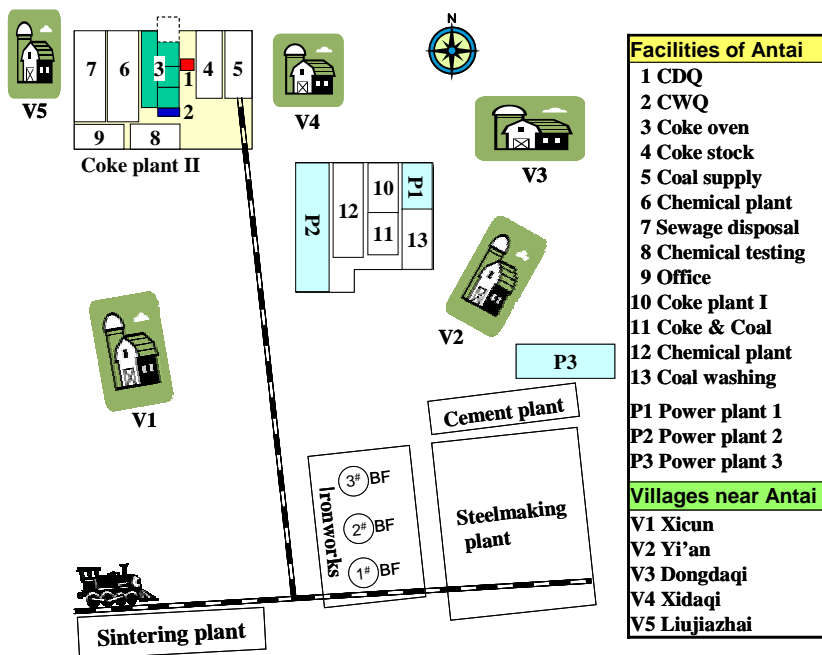 N
7
6
3
1
4
5
2
9
8
Coke plant II
V5
V4
V3
P2
12
10
11
P1
13
V2
V1
P3
Cement plant
Ironworks
3# BF
2# BF
1# BF
Steelmaking
plant
Sintering plant
Facilities of Antai
1 CDQ
2 CWQ
3 Coke oven
4 Coke stock
5 Coal supply
6 Chemical plant
7 Sewage disposal
8 Chemical testing
9 Office
10 Coke plant I
11 Coke & Coal
12 Chemical plant
13 Coal washing
P1 Power plant 1
P2 Power plant 2
P3 Power plant 3
Villages near Antai
V1 Xicun
V2 Yi’an
V3 Dongdaqi
V4 Xidaqi
V5 Liujiazhai